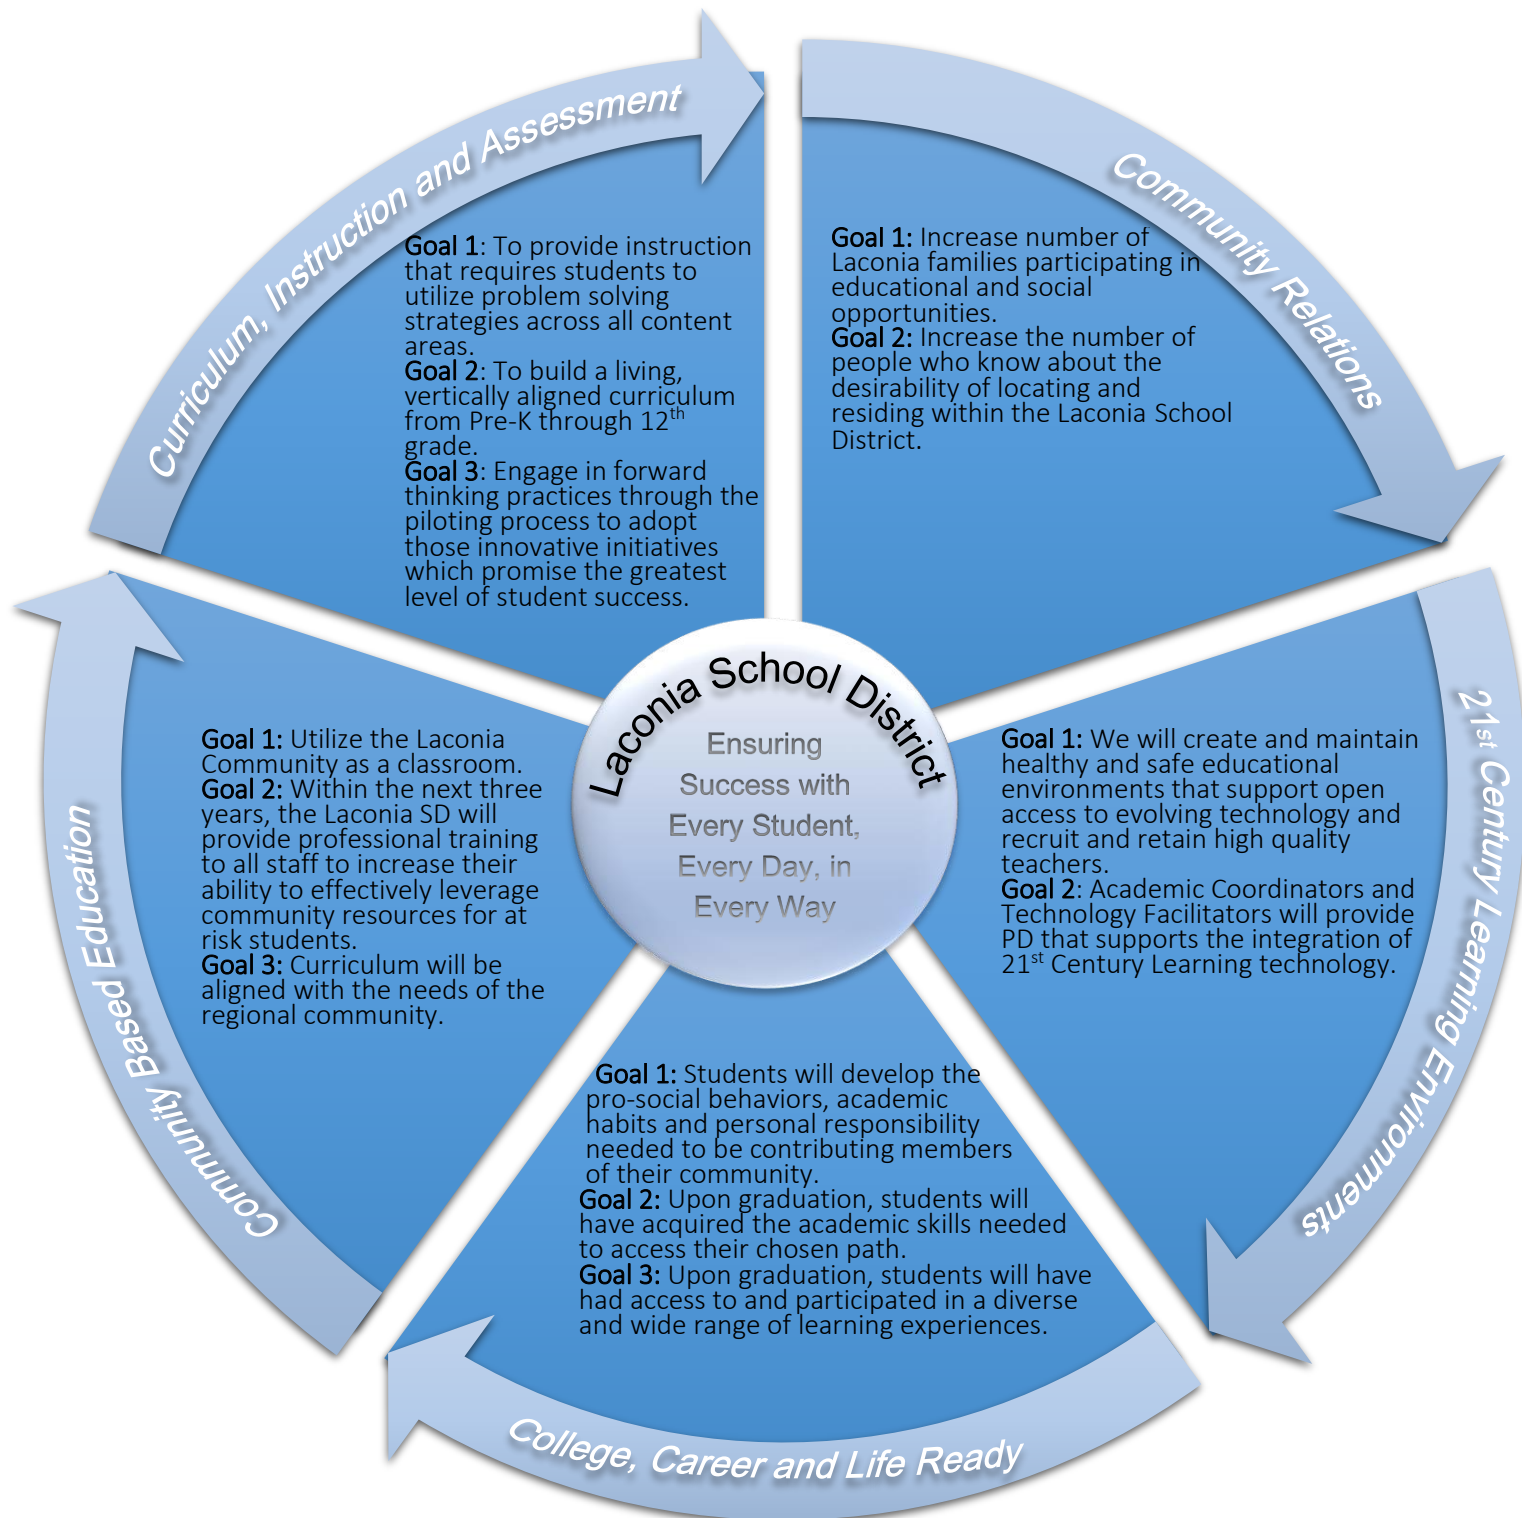 Curriculum, Instruction and Assessment
Goal 1: To provide instruction
that requires students to
utilize problem solving
strategies across all content
areas.
Goal 2: To build a living,
vertically aligned curriculum
from Pre-K through 12th
grade.
Goal 3: Engage in forward
thinking practices through the
piloting process to adopt
those innovative initiatives
which promise the greatest
level of student success.
Community Relations
Goal 1: Increase number of
Laconia families participating in
educational and social
opportunities.
Goal 2: Increase the number of
people who know about the
desirability of locating and
residing within the Laconia School
District.
21st Century Learning Environments
Goal 1: We will create and maintain
healthy and safe educational
environments that support open
access to evolving technology and
recruit and retain high quality
teachers.
Goal 2: Academic Coordinators and
Technology Facilitators will provide
PD that supports the integration of
21st Century Learning technology.
College, Career and Life Ready
Goal 1: Students will develop the
pro-social behaviors, academic
habits and personal responsibility
needed to be contributing members
of their community.
Goal 2: Upon graduation, students will
have acquired the academic skills needed
to access their chosen path.
Goal 3: Upon graduation, students will have
had access to and participated in a diverse
and wide range of learning experiences.
Community Based Education
Goal 1: Utilize the Laconia
Community as a classroom.
Goal 2: Within the next three
years, the Laconia SD will
provide professional training
to all staff to increase their
ability to effectively leverage
community resources for at
risk students.
Goal 3: Curriculum will be
aligned with the needs of the
regional community.
Laconia School District
Ensuring
Success with
Every Student,
Every Day, in
Every Way